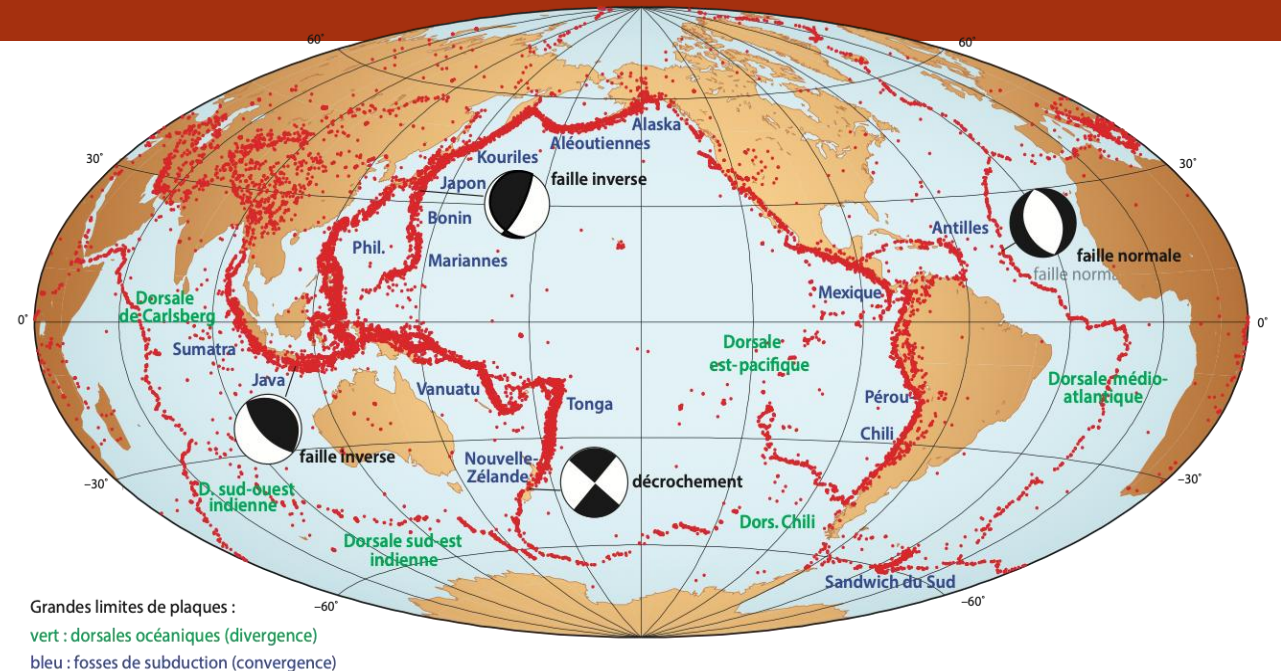 60°
60°
30°
30°
0°
0°
–30°
–30°
–60°
–60°
Alaska
Aléoutiennes
Kouriles
Japon
faille inverse
Bonin
Phil.
Mariannes
Antilles
faille normale
faille norma
Dorsale
de Carlsberg
Mexique
Sumatra
Java
Dorsale
est-pacifique
Vanuatu
Tonga
Pérou
Chili
Dorsale médio-
atlantique
faille inverse
Nouvelle-
Zélande
décrochement
D. sud-ouest
indienne
Dorsale sud-est
indienne
Dors. Chili
Sandwich du Sud
Grandes limites de plaques :
vert : dorsales océaniques (divergence)
bleu : fosses de subduction (convergence)